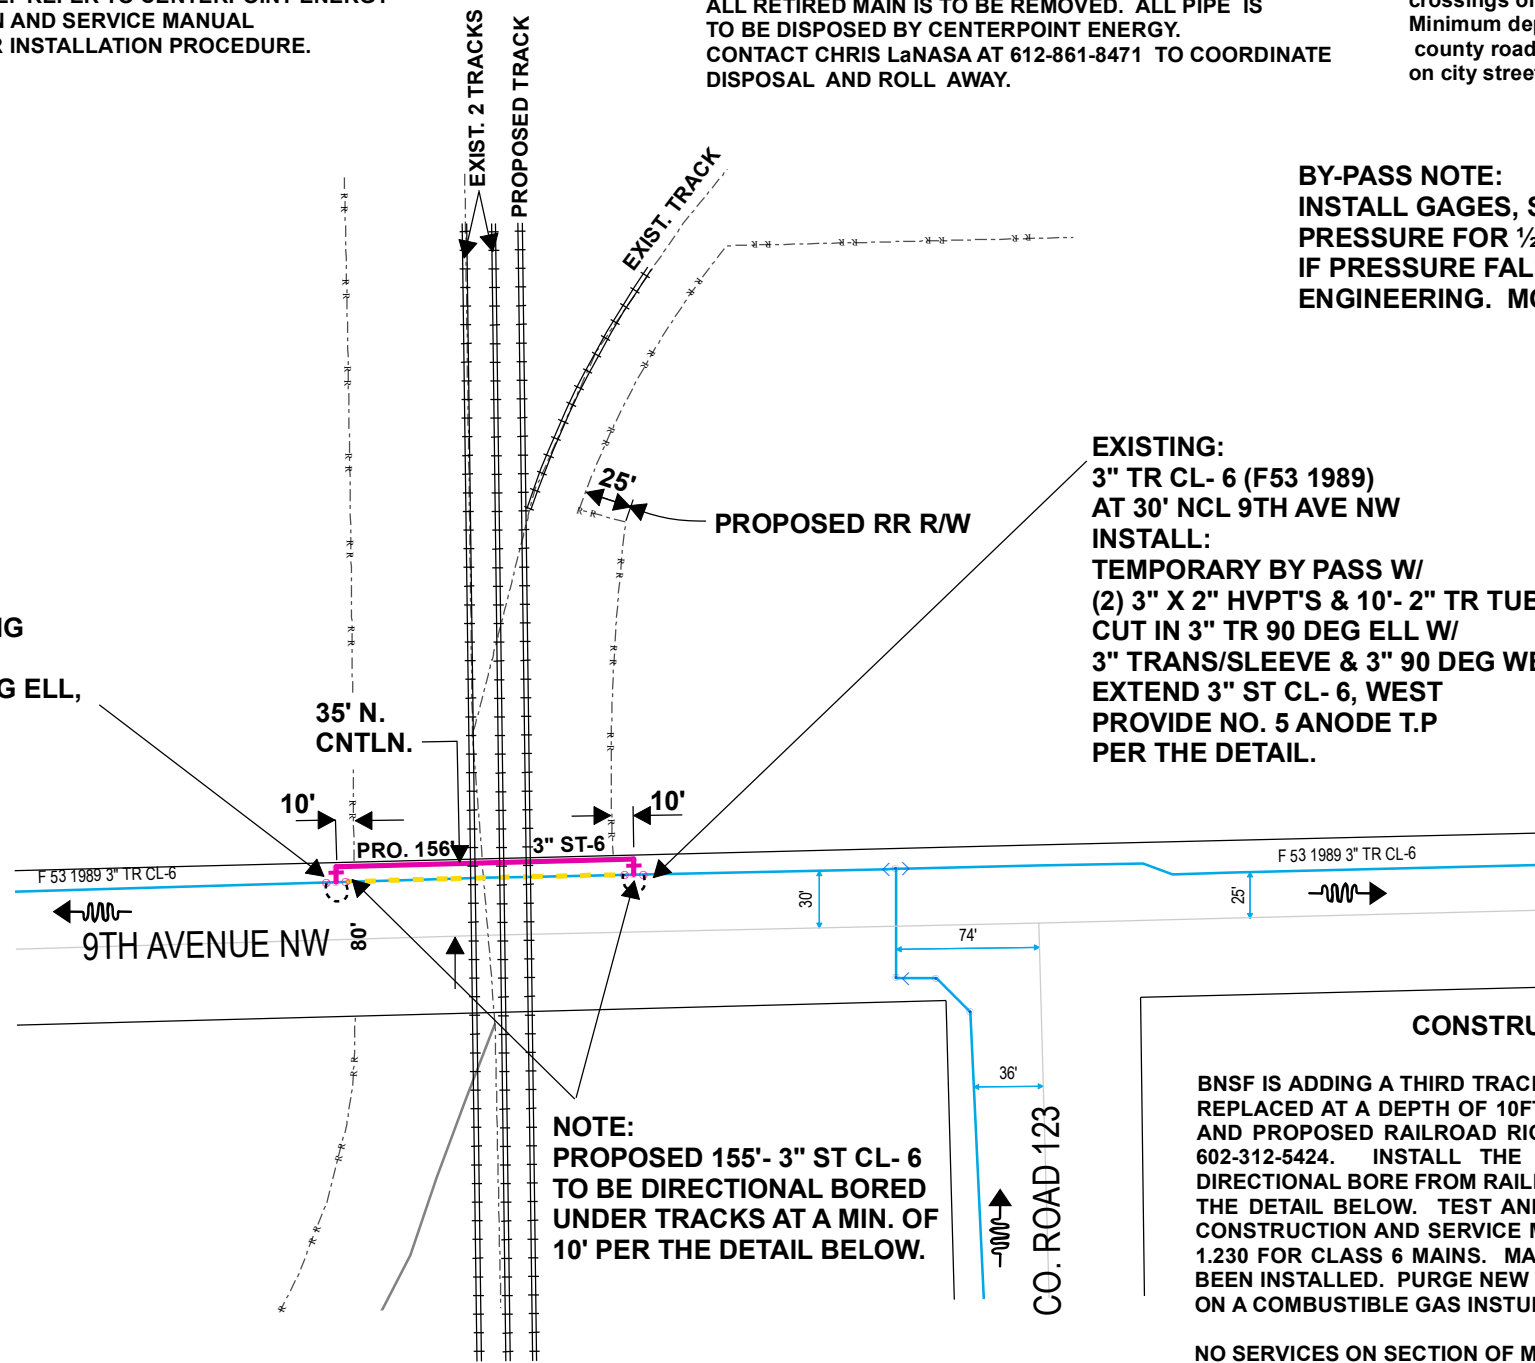 N AND SERVICE MANUAL
R INSTALLATION PROCEDURE.
ALL RETIRED MAIN IS TO BE REMOVED. ALL PIPE IS
TO BE DISPOSED BY CENTERPOINT ENERGY.
CONTACT CHRIS LaNASA AT 612-861-8471 TO COORDINATE
DISPOSAL AND ROLL AWAY.
crossings of
Minimum dep
county road
on city stree
EXIST. 2 TRACKS
PROPOSED TRACK
EXIST. TRACK
BY-PASS NOTE:
INSTALL GAGES, S
PRESSURE FOR ½
IF PRESSURE FAL
ENGINEERING. MO
25'
PROPOSED RR R/W
EXISTING:
3" TR CL- 6 (F53 1989)
AT 30' NCL 9TH AVE NW
INSTALL:
TEMPORARY BY PASS W/
(2) 3" X 2" HVPT'S & 10'- 2" TR TUB
CUT IN 3" TR 90 DEG ELL W/
3" TRANS/SLEEVE & 3" 90 DEG WE
EXTEND 3" ST CL- 6, WEST
PROVIDE NO. 5 ANODE T.P
PER THE DETAIL.
NG
G ELL,
35' N.
CNTLN.
10'
10'
PRO. 156'
3" ST-6
F 53 1989 3" TR CL-6
F 53 1989 3" TR CL-6
30'
25'
9TH AVENUE NW
80'
74'
36'
CO. ROAD 123
NOTE:
PROPOSED 155'- 3" ST CL- 6
TO BE DIRECTIONAL BORED
UNDER TRACKS AT A MIN. OF
10' PER THE DETAIL BELOW.
CONSTRU
BNSF IS ADDING A THIRD TRACK
REPLACED AT A DEPTH OF 10FT
AND PROPOSED RAILROAD RIG
602-312-5424. INSTALL THE
DIRECTIONAL BORE FROM RAIL
THE DETAIL BELOW. TEST AND
CONSTRUCTION AND SERVICE M
1.230 FOR CLASS 6 MAINS. MA
BEEN INSTALLED. PURGE NEW
ON A COMBUSTIBLE GAS INSTU
NO SERVICES ON SECTION OF M